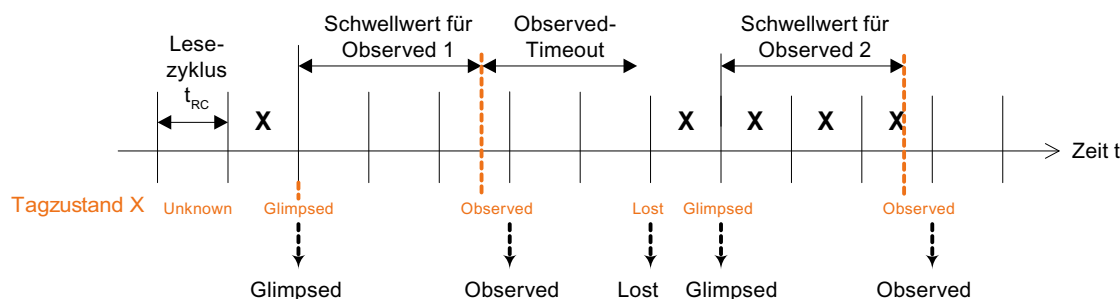 Lese-
zyklus
tRC
Schwellwert für
Observed 1
Observed-
Timeout
Schwellwert für
Observed 2
X
X
X
X
X
Zeit t
Tagzustand X
Unknown
Glimpsed
Observed
Lost
Glimpsed
Observed
Glimpsed
Observed
Lost
Glimpsed
Observed